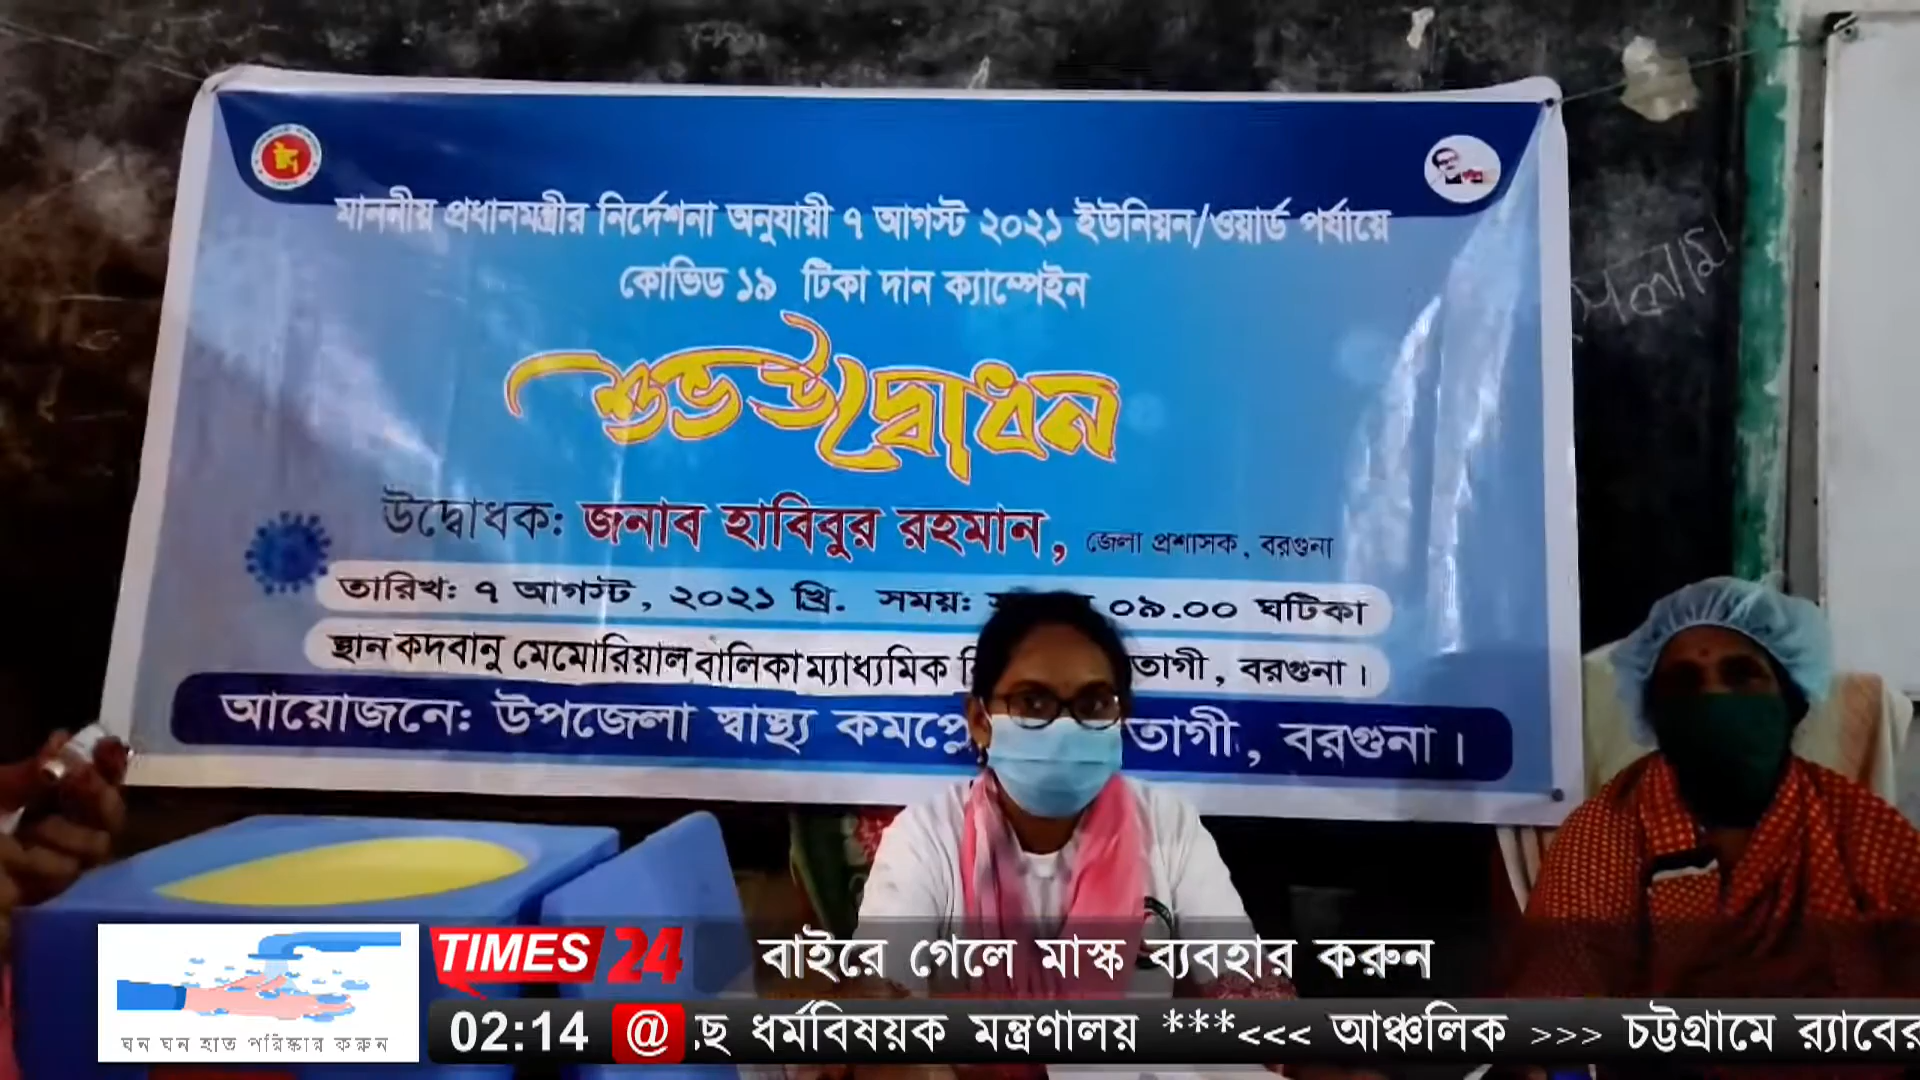 মাননীয় প্রধানমন্ত্রীর নির্দেশনা অনুযায়ী ৭ আগস্ট ২০২১ ইউনিয়ন/ওয়ার্ড পর্যায়ে
কোভিড ১৯ টিকা দান ক্যাম্পেইন
শুভ উদ্বোধন
উদ্বোধক: জনাব হাবিবুর রহমান, জেলা প্রশাসক, বরগুনা
তারিখ: ৭ আগস্ট, ২০২১ খ্রি. সময়: ০৯.০০ ঘটিকা
স্থান কদবানু মেমোরিয়াল বালিকা ম্যাধ্যমিক তাগী, বরগুনা।
আয়োজনে: উপজেলা স্বাস্থ্য কমপ্লে তাগী, বরগুনা।
TIMES 24
বাইরে গেলে মাস্ক ব্যবহার করুন
ঘন ঘন হাত পরিষ্কার করুন
02:14 @ ছে ধর্মবিষয়ক মন্ত্রণালয় ***<<< আঞ্চলিক >>> চট্টগ্রামে র‍্যাবের